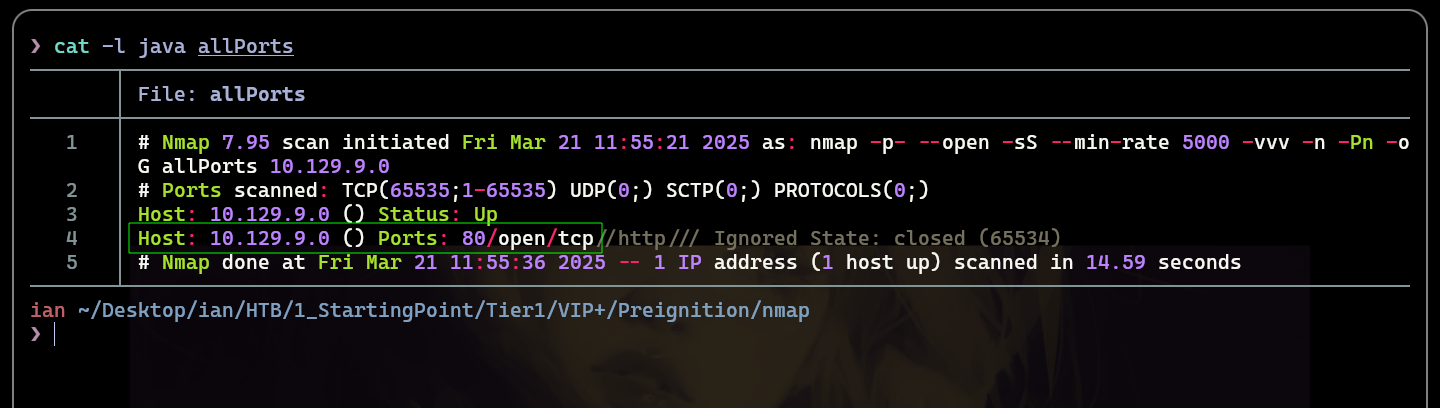 ❯ cat -l java allPorts
File: allPorts
1 # Nmap 7.95 scan initiated Fri Mar 21 11:55:21 2025 as: nmap -p- --open -sS --min-rate 5000 -vvv -n -Pn -o
G allPorts 10.129.9.0
2 # Ports scanned: TCP(65535;1-65535) UDP(0;) SCTP(0;) PROTOCOLS(0;)
3 Host: 10.129.9.0 () Status: Up
4 Host: 10.129.9.0 () Ports: 80/open/tcp//http/// Ignored State: closed (65534)
5 # Nmap done at Fri Mar 21 11:55:36 2025 -- 1 IP address (1 host up) scanned in 14.59 seconds
ian ~/Desktop/ian/HTB/1_StartingPoint/Tier1/VIP+/Preignition/nmap
❯